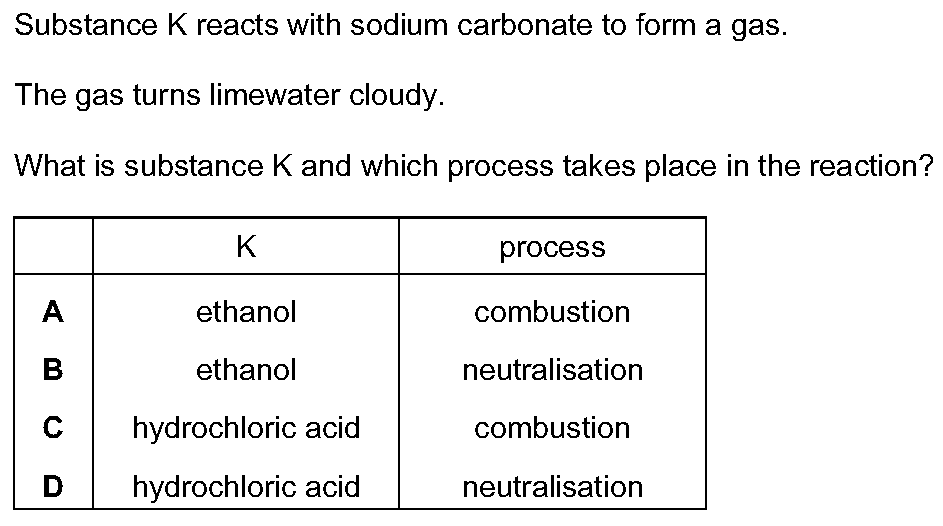 Substance K reacts with sodium carbonate to form a gas.
The gas turns limewater cloudy.
What is substance K and which process takes place in the reaction?
K process
A ethanol combustion
B ethanol neutralisation
C hydrochloric acid combustion
D hydrochloric acid neutralisation